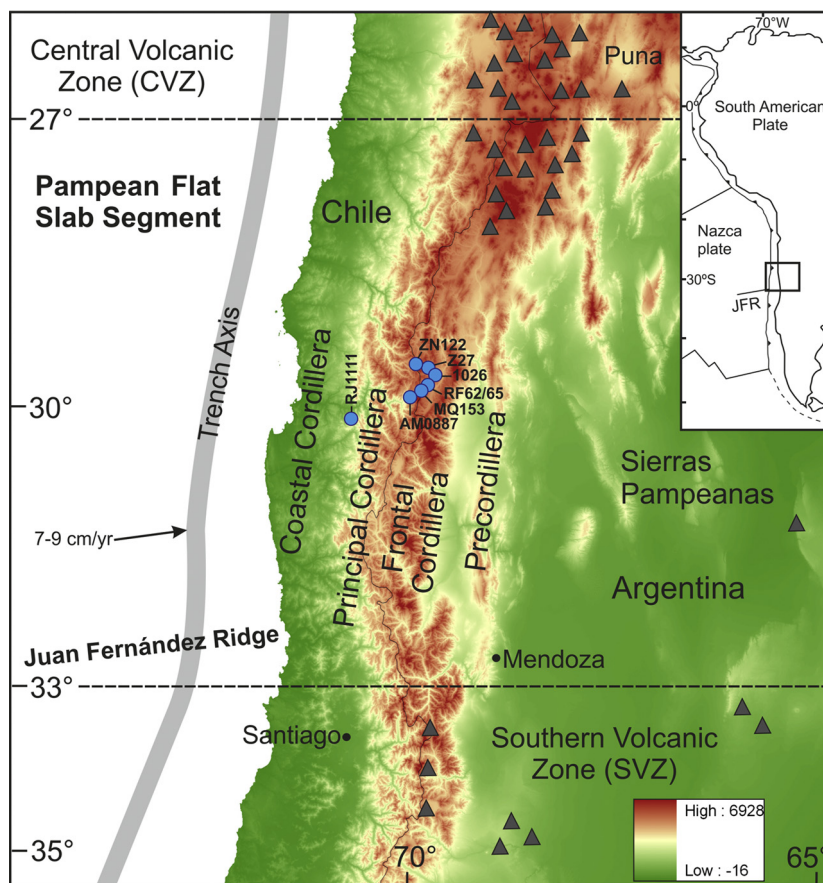 Central Volcanic
Zone (CVZ)
Puna
70°W
0°
South American
Plate
27°
Pampean Flat
Slab Segment
Chile
Nazca
plate
30ºS
JFR
Trench Axis
ZN122
Z27
1026
RF62/65
MQ153
AM0887
RJ1111
30°
Coastal Cordillera
Principal Cordillera
Frontal
Cordillera
Precordillera
Sierras
Pampeanas
7-9 cm/yr
Argentina
Juan Fernández Ridge
Mendoza
33°
Santiago
Southern Volcanic
Zone (SVZ)
High : 6928
Low : -16
35°
70°
65°